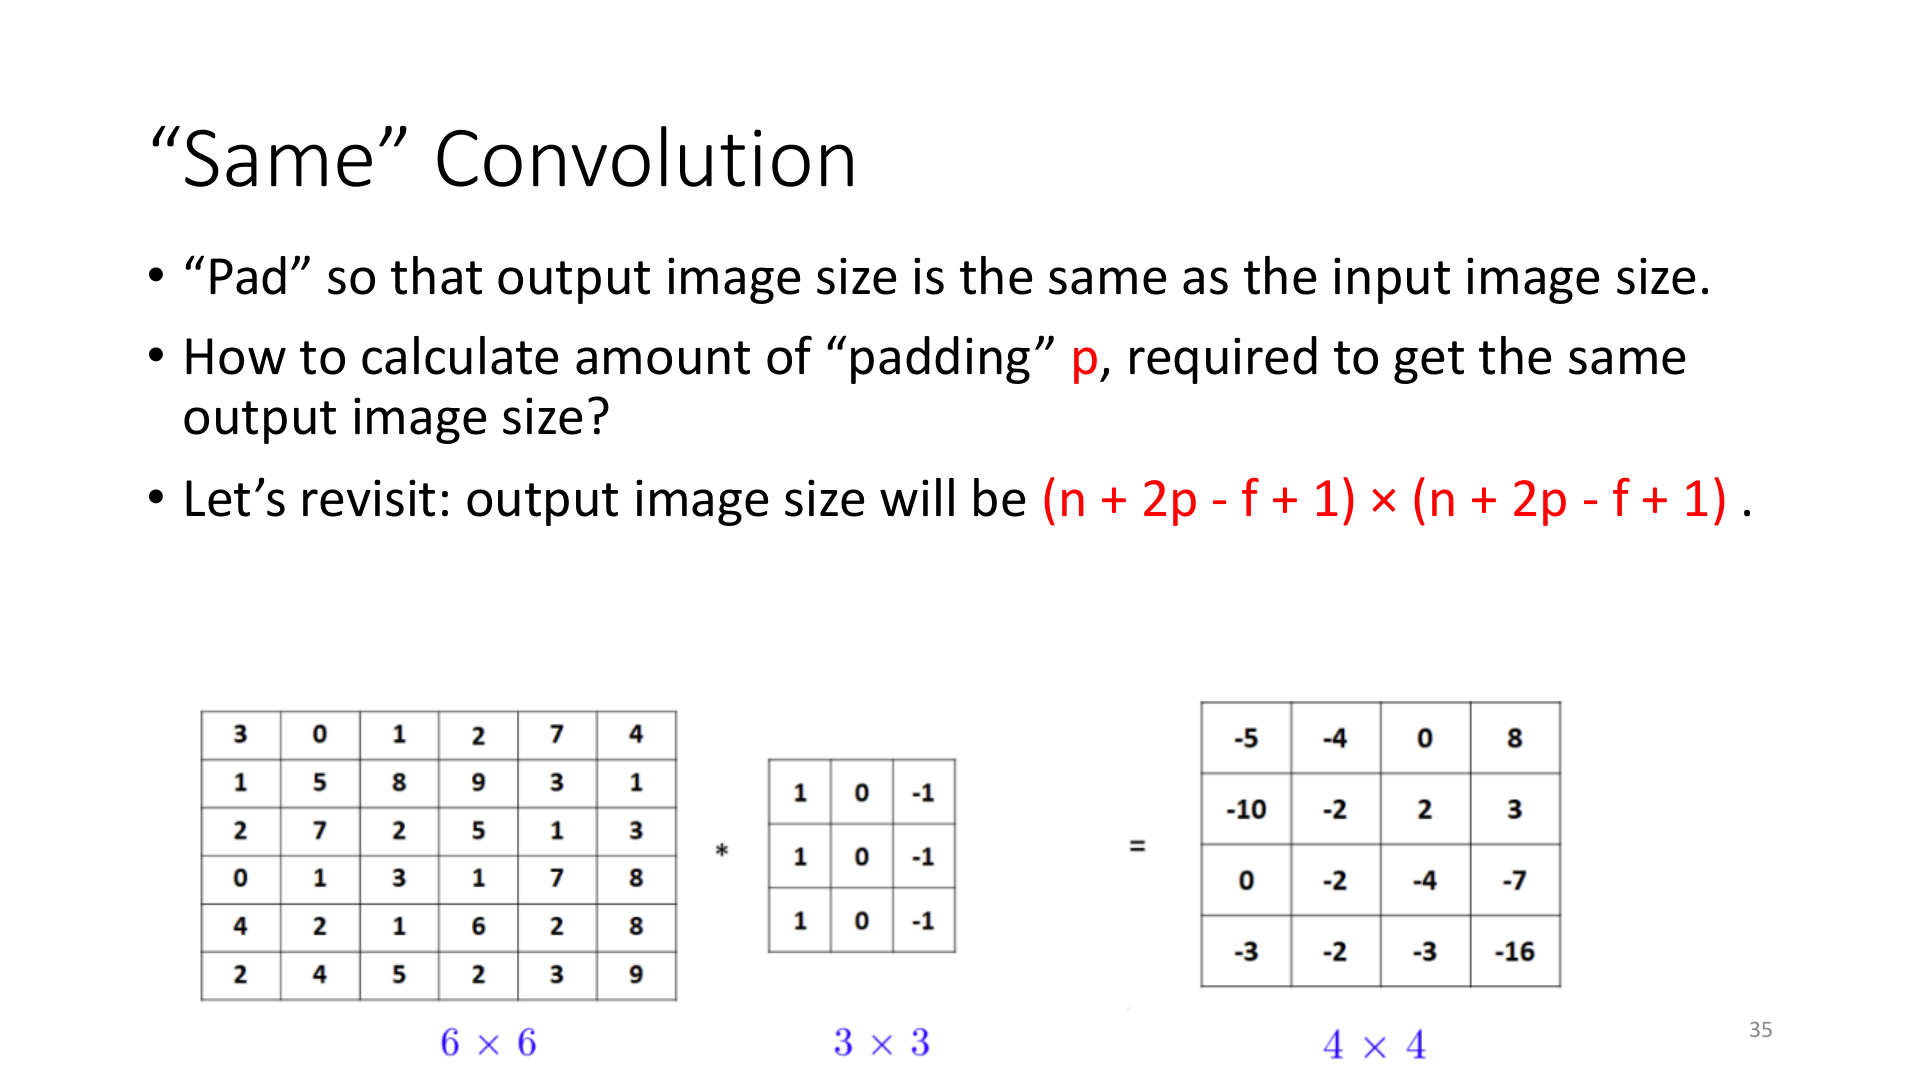 “Same” Convolution
• “Pad” so that output image size is the same as the input image size.
• How to calculate amount of “padding” p, required to get the same
output image size?
• Let’s revisit: output image size will be (n + 2p - f + 1) × (n + 2p - f + 1) .
3 0 1 2 7 4
1 5 8 9 3 1
2 7 2 5 1 3
0 1 3 1 7 8
4 2 1 6 2 8
2 4 5 2 3 9
6 × 6
*
1 0 -1
1 0 -1
1 0 -1
3 × 3
=
-5 -4 0 8
-10 -2 2 3
0 -2 -4 -7
-3 -2 -3 -16
4 × 4
35